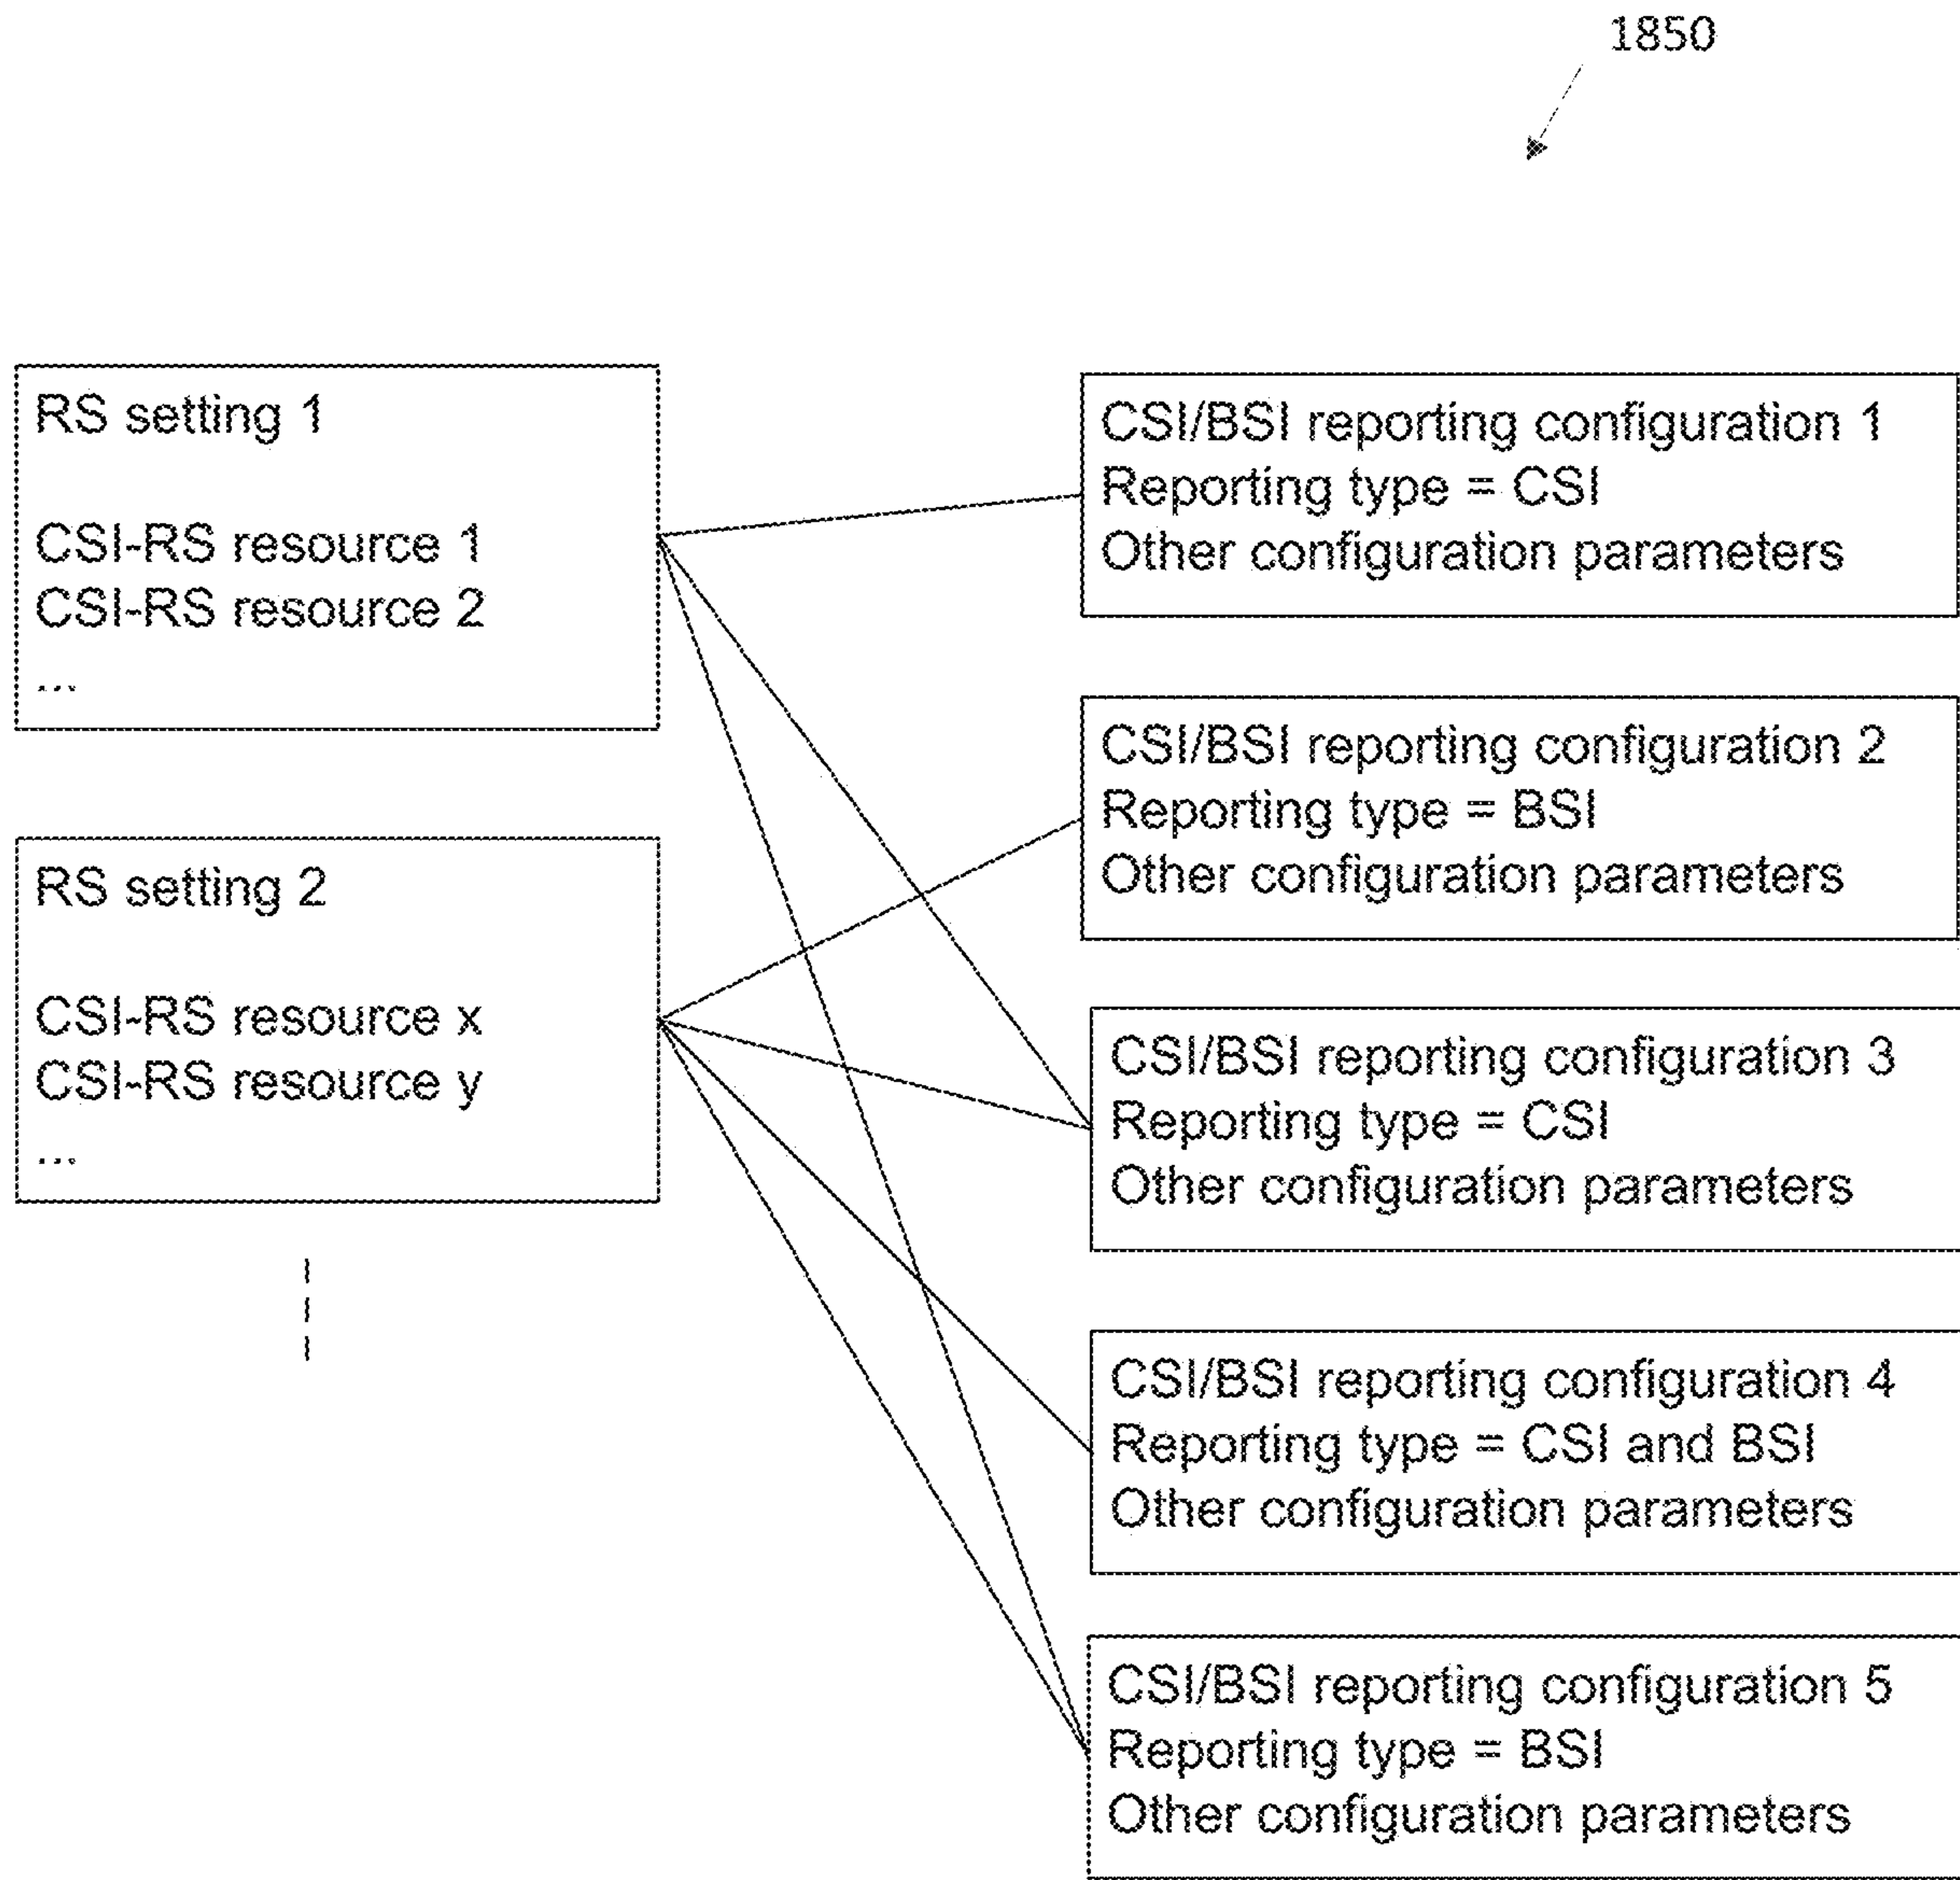 1850
RS setting 1
CSI-RS resource 1
CSI-RS resource 2
...
RS setting 2
CSI-RS resource x
CSI-RS resource y
...
CSI/BSI reporting configuration 1
Reporting type = CSI
Other configuration parameters
CSI/BSI reporting configuration 2
Reporting type = BSI
Other configuration parameters
CSI/BSI reporting configuration 3
Reporting type = CSI
Other configuration parameters
CSI/BSI reporting configuration 4
Reporting type = CSI and BSI
Other configuration parameters
CSI/BSI reporting configuration 5
Reporting type = BSI
Other configuration parameters